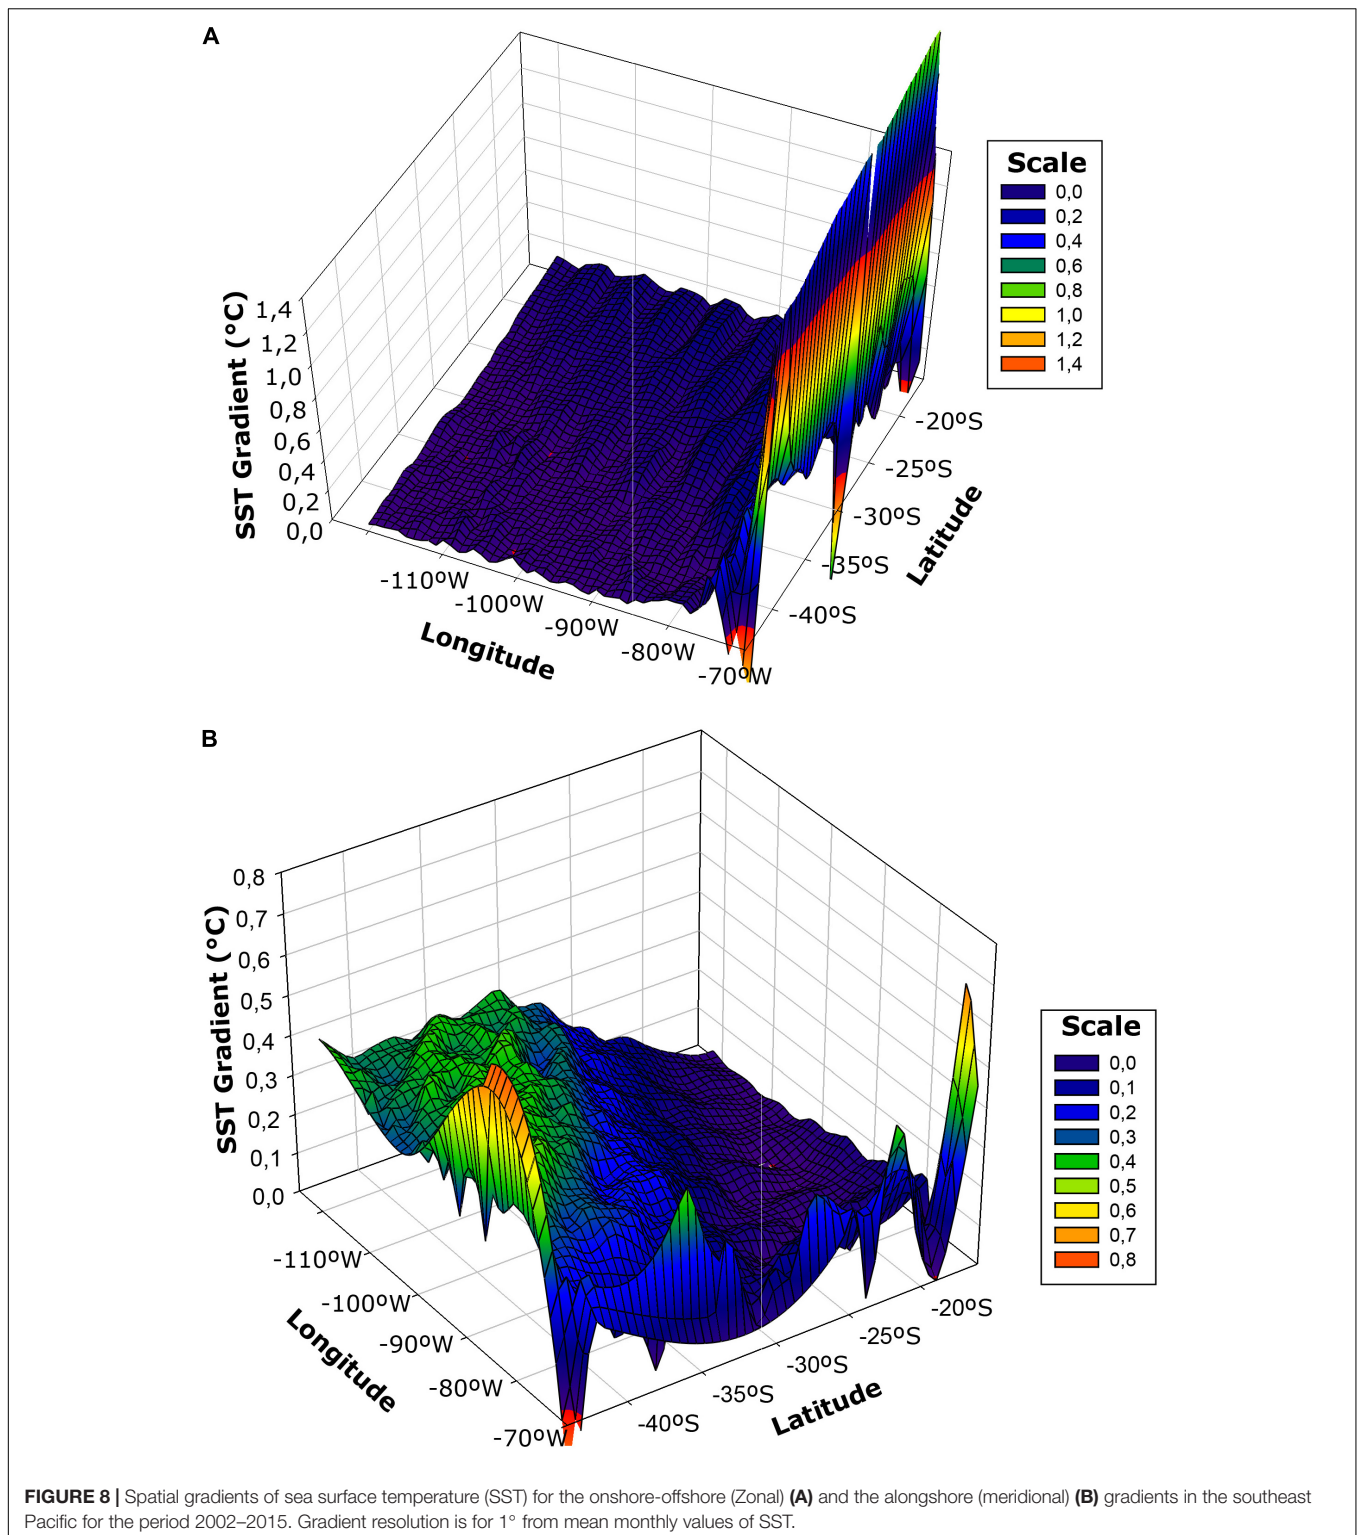 A
Scale
0,0
0,2
0,4
0,6
0,8
1,0
1,2
1,4
SST Gradient (°C)
1,4
1,2
1,0
0,8
0,6
0,4
0,2
0,0
-110ºW
-100ºW
-90ºW
-80ºW
-70ºW
Longitude
-20ºS
-25ºS
-30ºS
-35ºS
-40ºS
Latitude
B
Scale
0,0
0,1
0,2
0,3
0,4
0,5
0,6
0,7
0,8
SST Gradient (°C)
0,8
0,7
0,6
0,5
0,4
0,3
0,2
0,1
0,0
-110ºW
-100ºW
-90ºW
-80ºW
-70ºW
Longitude
-20ºS
-25ºS
-30ºS
-35ºS
-40ºS
Latitude
FIGURE 8 | Spatial gradients of sea surface temperature (SST) for the onshore-offshore (Zonal) (A) and the alongshore (meridional) (B) gradients in the southeast
Pacific for the period 2002–2015. Gradient resolution is for 1° from mean monthly values of SST.